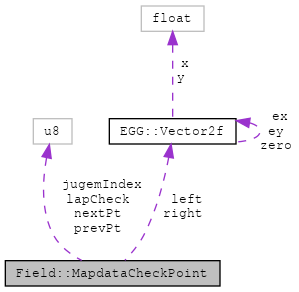 float
x
y
u8
EGG::Vector2f
ex
ey
zero
jugemIndex
lapCheck
nextPt
prevPt
left
right
Field::MapdataCheckPoint